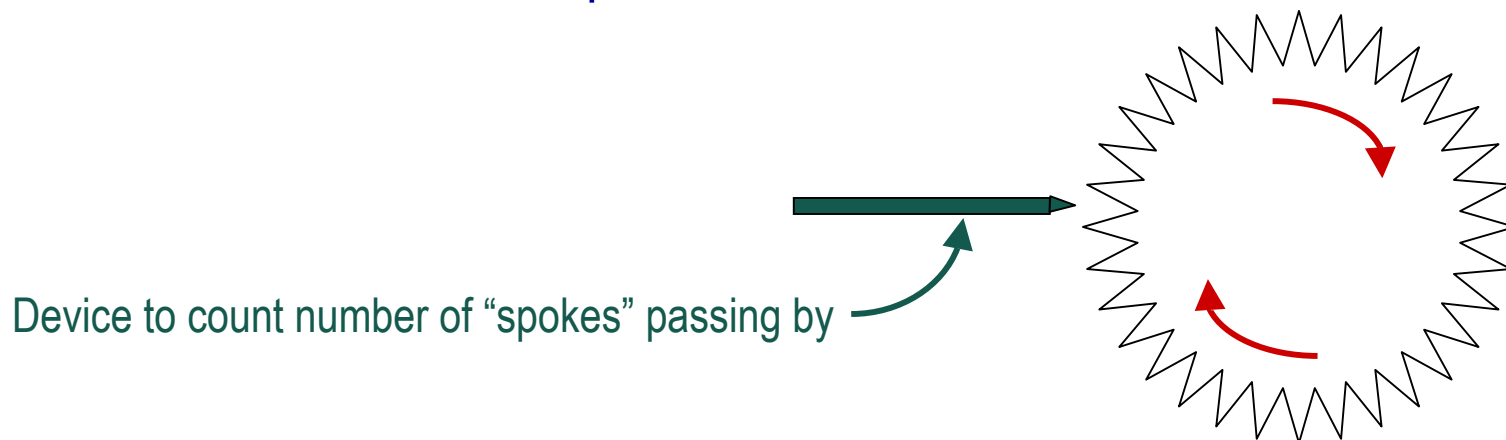 Device to count number of “spokes” passing by